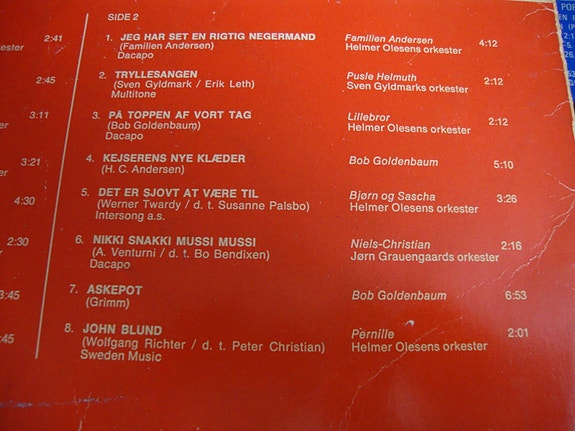 SIDE 2
2:41
1. JEG HAR SET EN RIGTIG NEGERMAND
(Familien Andersen)
Dacapo
Familien Andersen
Helmer Olesens orkester
4:12
2:45
2. TRYLLESANGEN
(Sven Gyldmark / Erik Leth)
Multitone
Pusle Helmuth
Sven Gyldmarks orkester
2:12
3:11
3. PÅ TOPPEN AF VORT TAG
(Bob Goldenbaum)
Dacapo
Lillebror
Helmer Olesens orkester
2:12
3:21
4. KEJSERENS NYE KLÆDER
(H. C. Andersen)
Bob Goldenbaum
5:10
4:30
5. DET ER SJOVT AT VÆRE TIL
(Werner Twardy / d. t. Susanne Palsbo)
Intersong a.s.
Bjørn og Sascha
Helmer Olesens orkester
3:26
2:30
6. NIKKI SNAKKI MUSSI MUSSI
(A. Venturni / d. t. Bo Bendixen)
Dacapo
Niels-Christian
Jørn Grauengaards orkester
2:16
3:45
7. ASKEPOT
(Grimm)
Bob Goldenbaum
6:53
:45
8. JOHN BLUND
(Wolfgang Richter / d. t. Peter Christian)
Sweden Music
Pernille
Helmer Olesens orkester
2:01